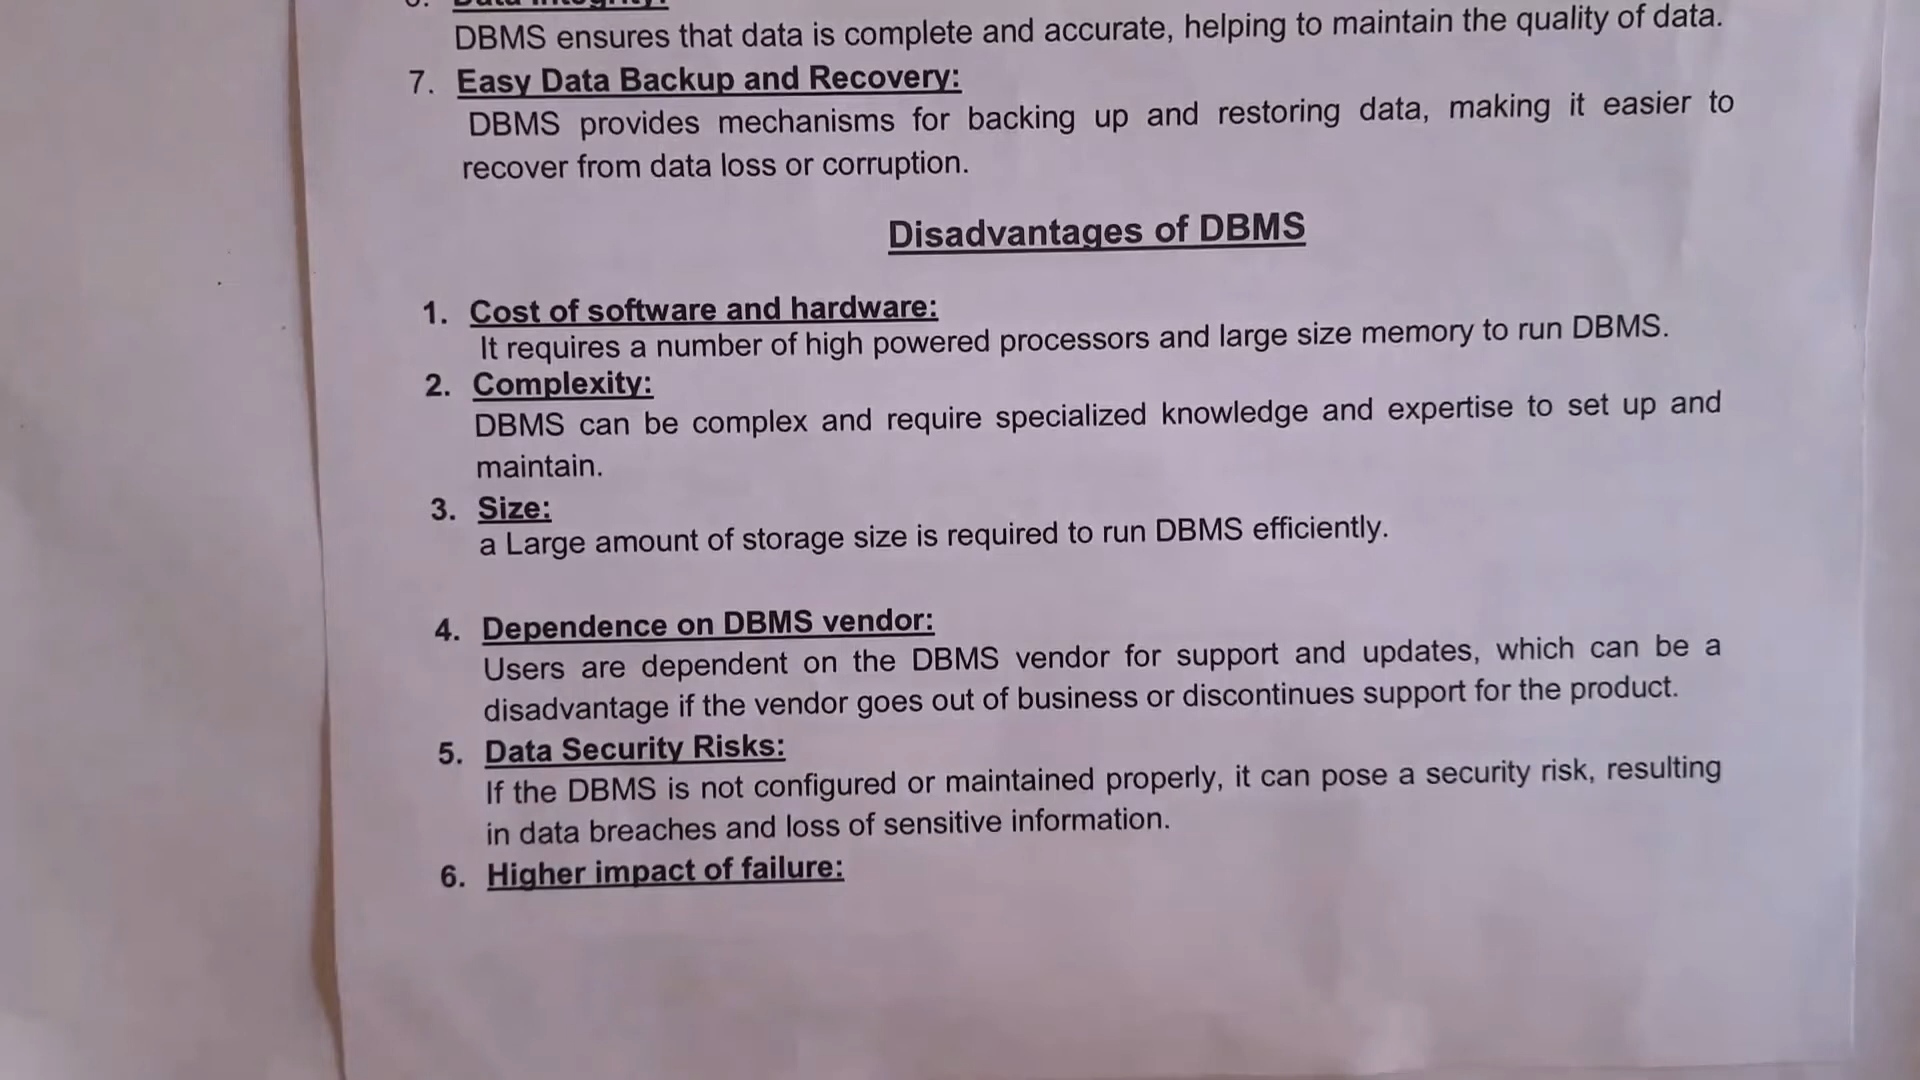 6. Data Integrity:
DBMS ensures that data is complete and accurate, helping to maintain the quality of data.
7. Easy Data Backup and Recovery:
DBMS provides mechanisms for backing up and restoring data, making it easier to
recover from data loss or corruption.
Disadvantages of DBMS
1. Cost of software and hardware:
It requires a number of high powered processors and large size memory to run DBMS.
2. Complexity:
DBMS can be complex and require specialized knowledge and expertise to set up and
maintain.
3. Size:
a Large amount of storage size is required to run DBMS efficiently.
4. Dependence on DBMS vendor:
Users are dependent on the DBMS vendor for support and updates, which can be a
disadvantage if the vendor goes out of business or discontinues support for the product.
5. Data Security Risks:
If the DBMS is not configured or maintained properly, it can pose a security risk, resulting
in data breaches and loss of sensitive information.
6. Higher impact of failure: